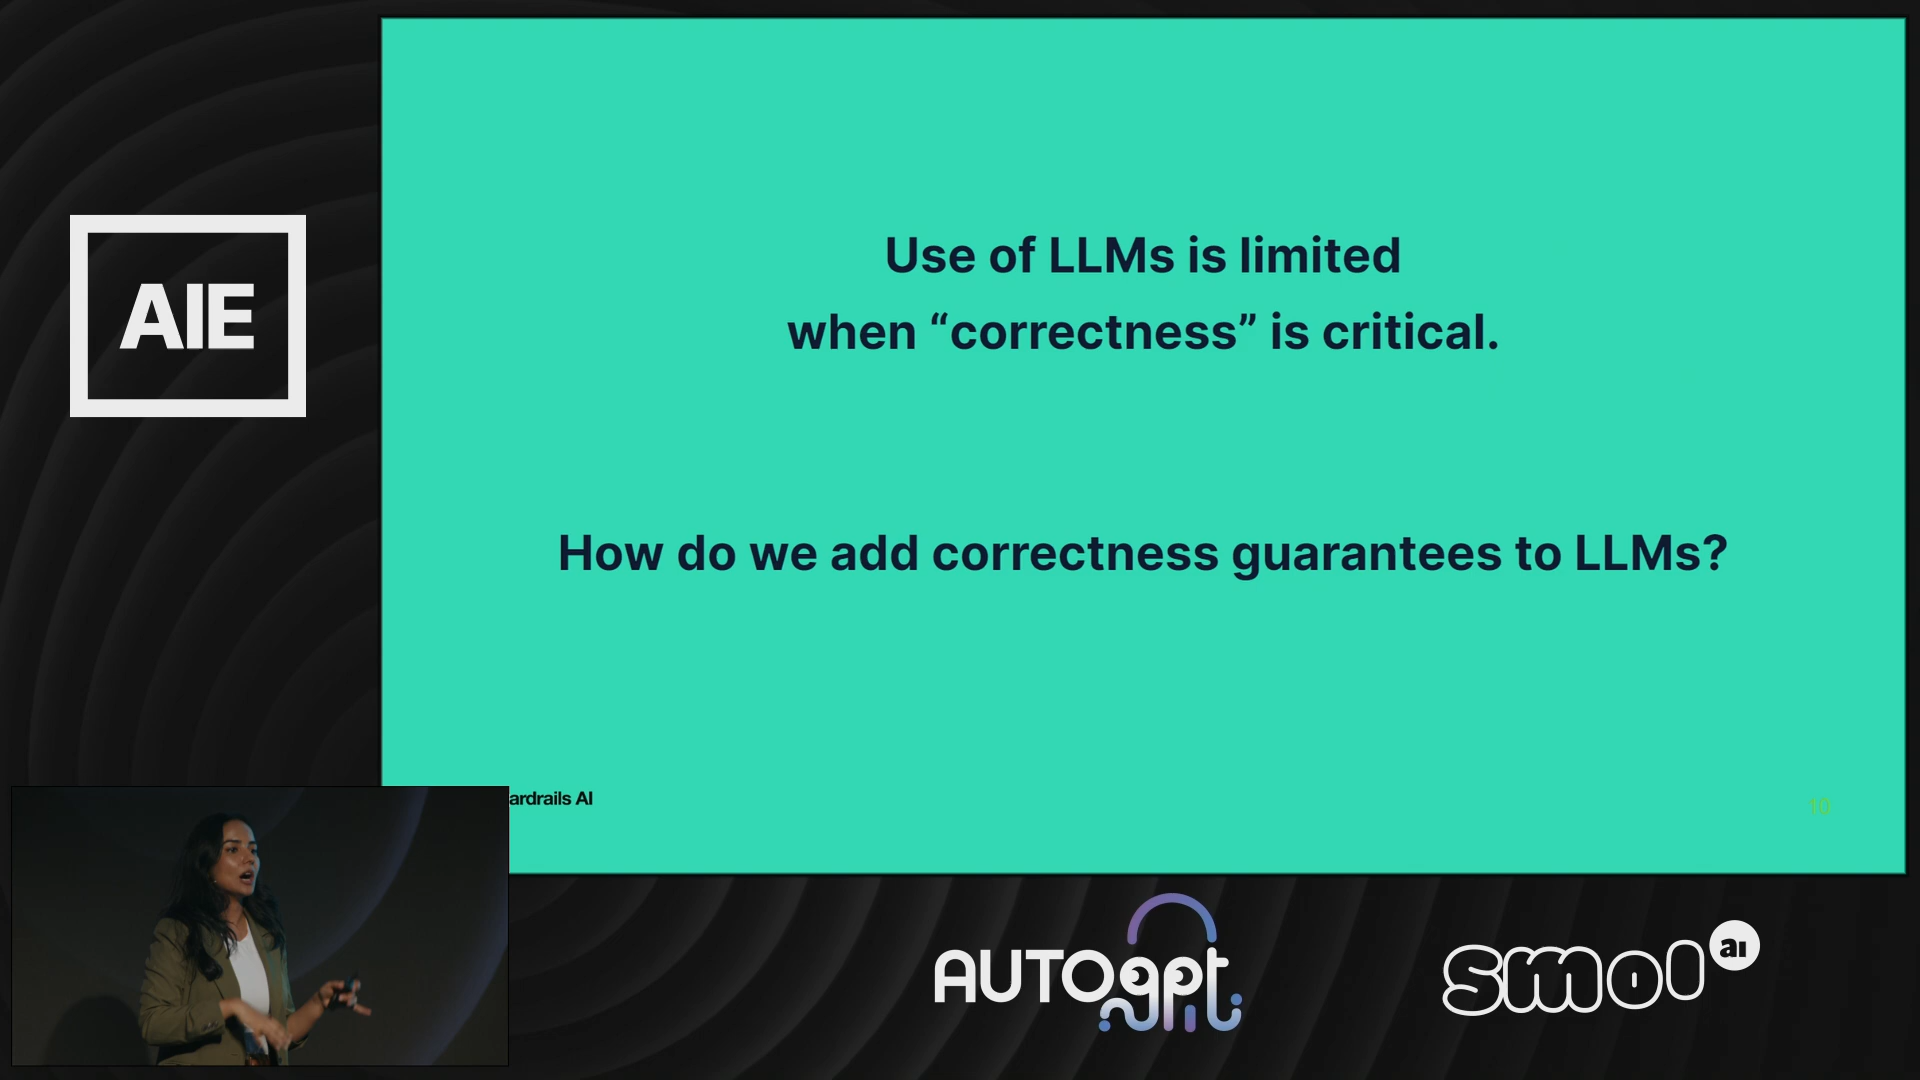 AIE
Use of LLMs is limited
when “correctness” is critical.
How do we add correctness guarantees to LLMs?
ardrails AI
10
AUTOgpt
smol ai